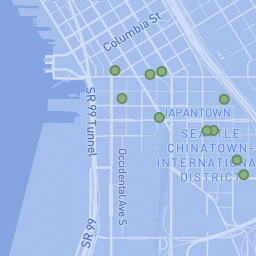 Columbia St
SR 99 Tunnel
JAPANTOWN
SEATTLE
CHINATOWN-
INTERNATIONAL
DISTRICT
Occidental Ave S
SR 99